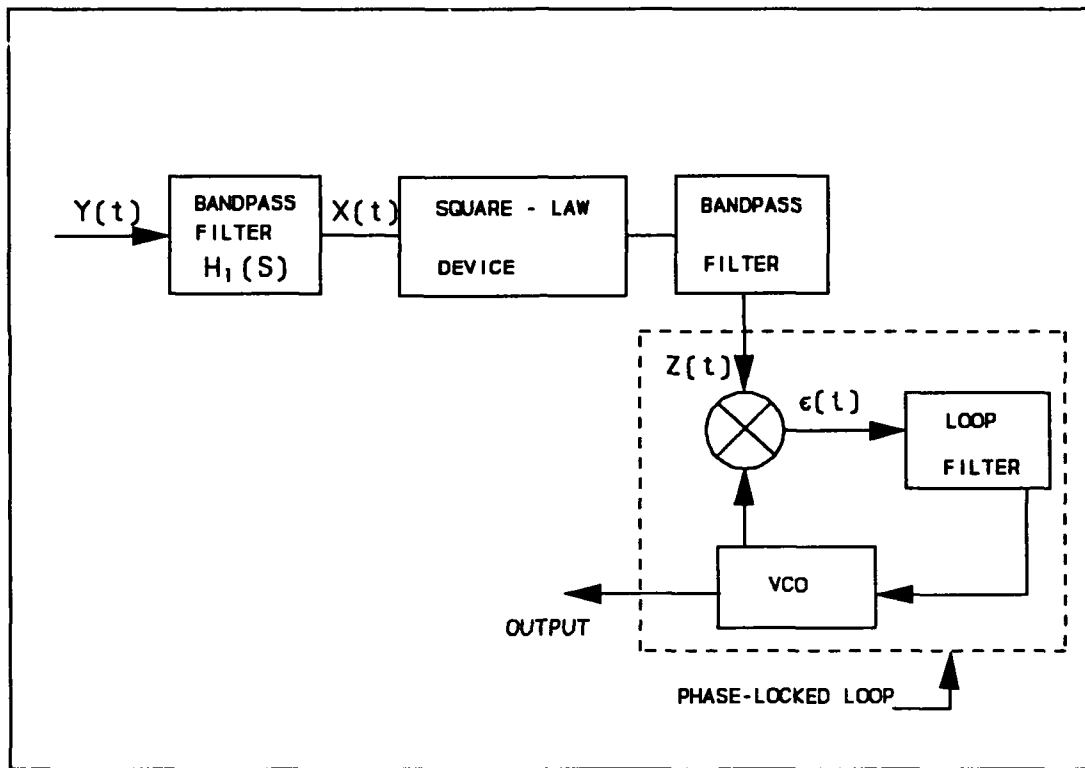 Y(t)
BANDPASS
FILTER
H₁(S)
X(t)
SQUARE - LAW
DEVICE
BANDPASS
FILTER
Z(t)
ϵ(t)
LOOP
FILTER
VCO
OUTPUT
PHASE-LOCKED LOOP